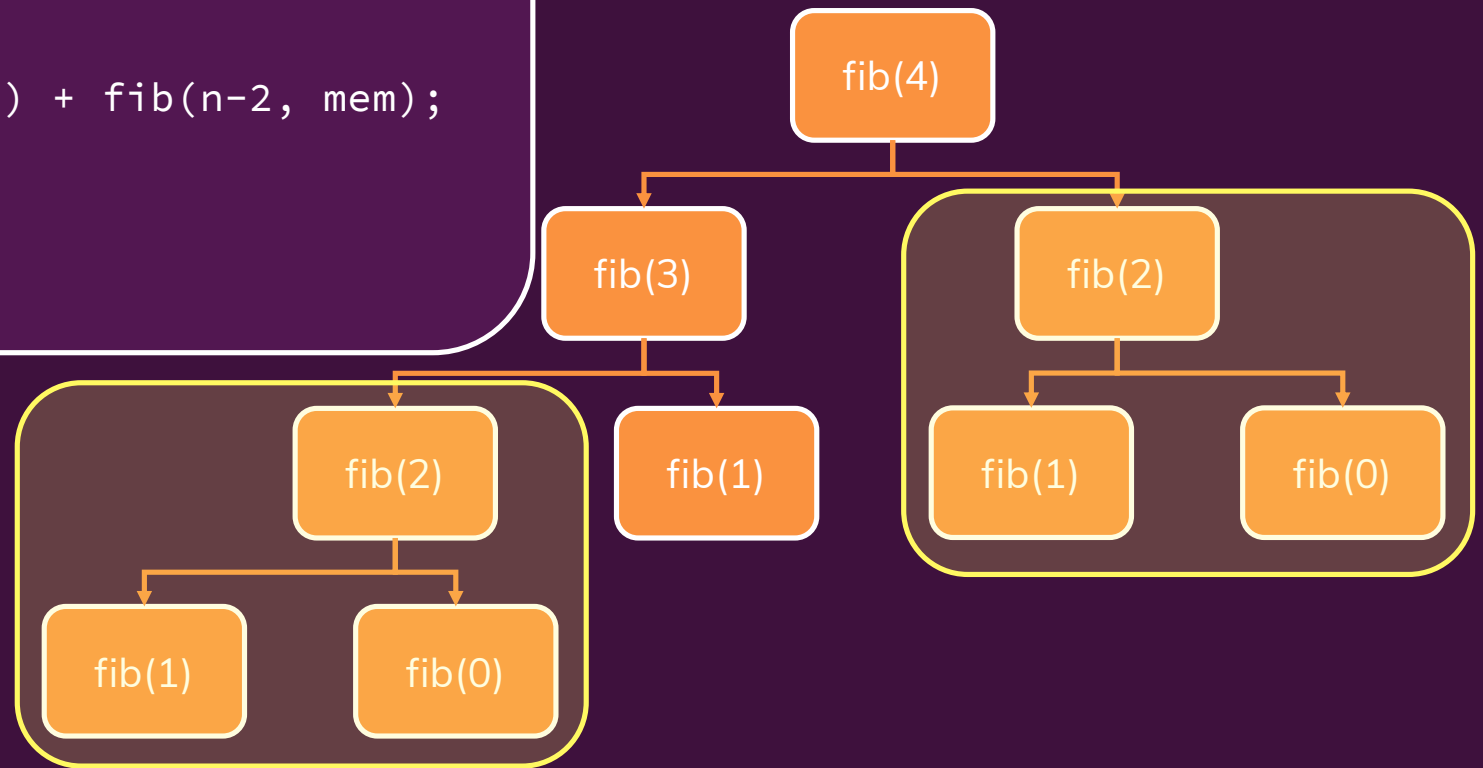 ) + fib(n-2, mem);
fib(4)
fib(3)
fib(2)
fib(2)
fib(1)
fib(1)
fib(0)
fib(1)
fib(0)